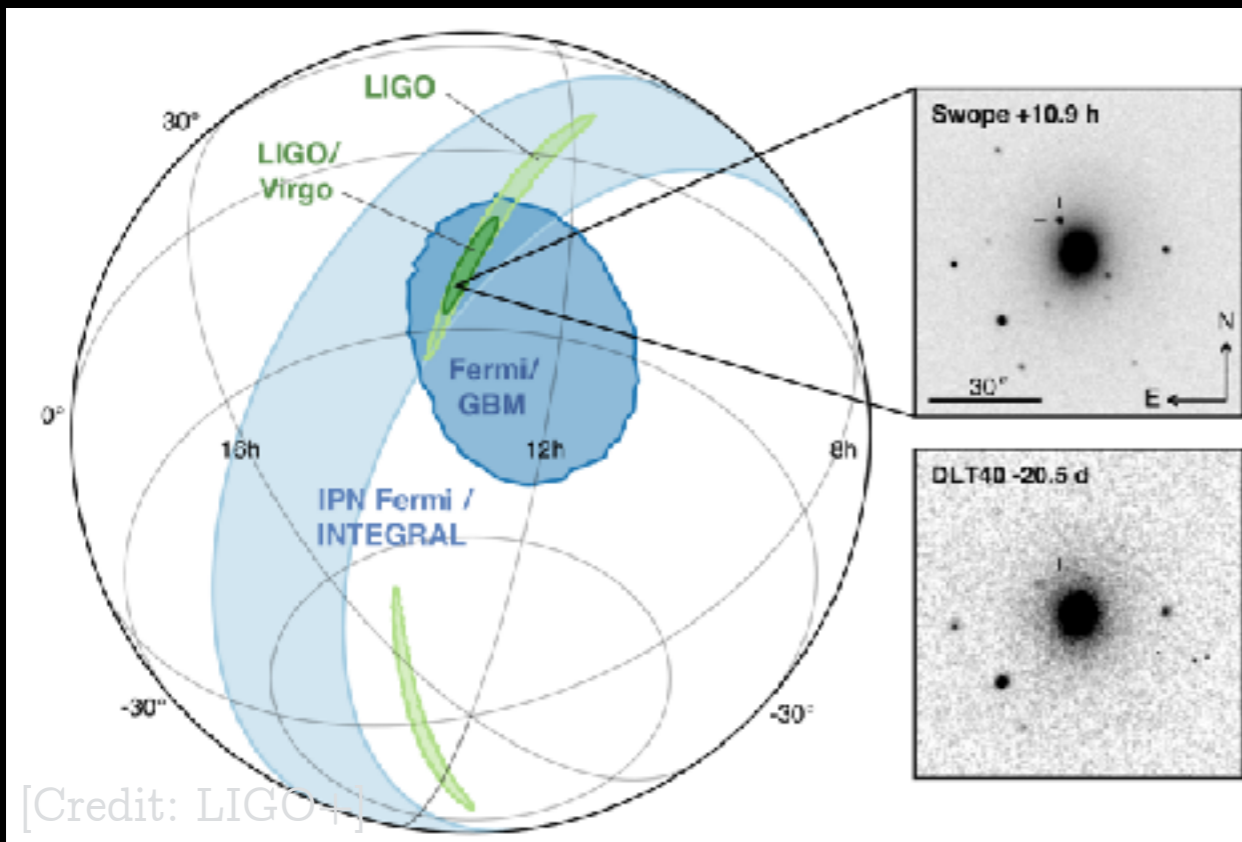 LIGO
30°
LIGO/
Virgo
Fermi/
GBM
0°
16h
12h
8h
IPN Fermi /
INTEGRAL
-30°
-30°
Swope +10.9 h
N
30"
E
DLT40 -20.5 d
[Credit: LIGO+]